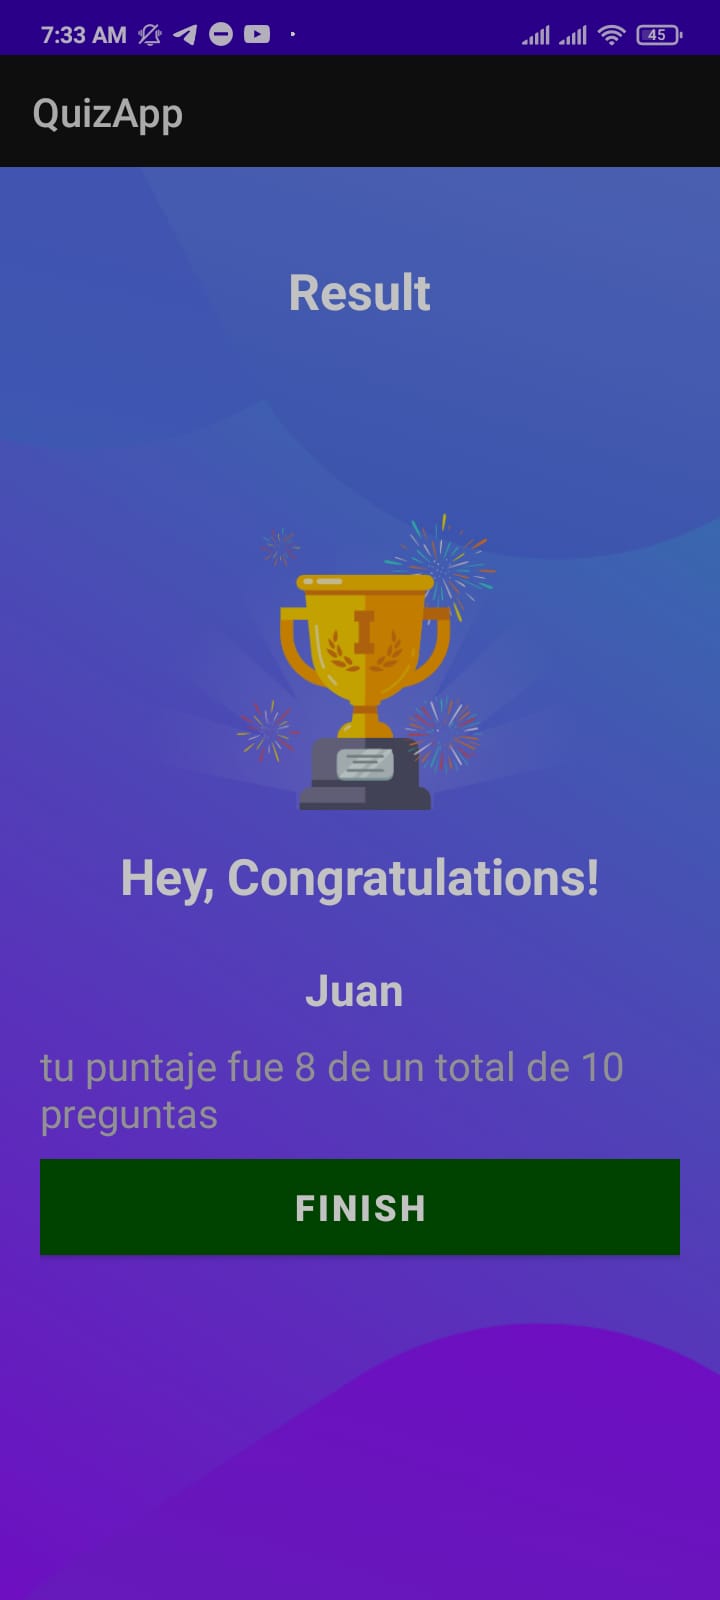 7:33 AM
45
QuizApp
Result
I
Hey, Congratulations!
Juan
tu puntaje fue 8 de un total de 10
preguntas
FINISH